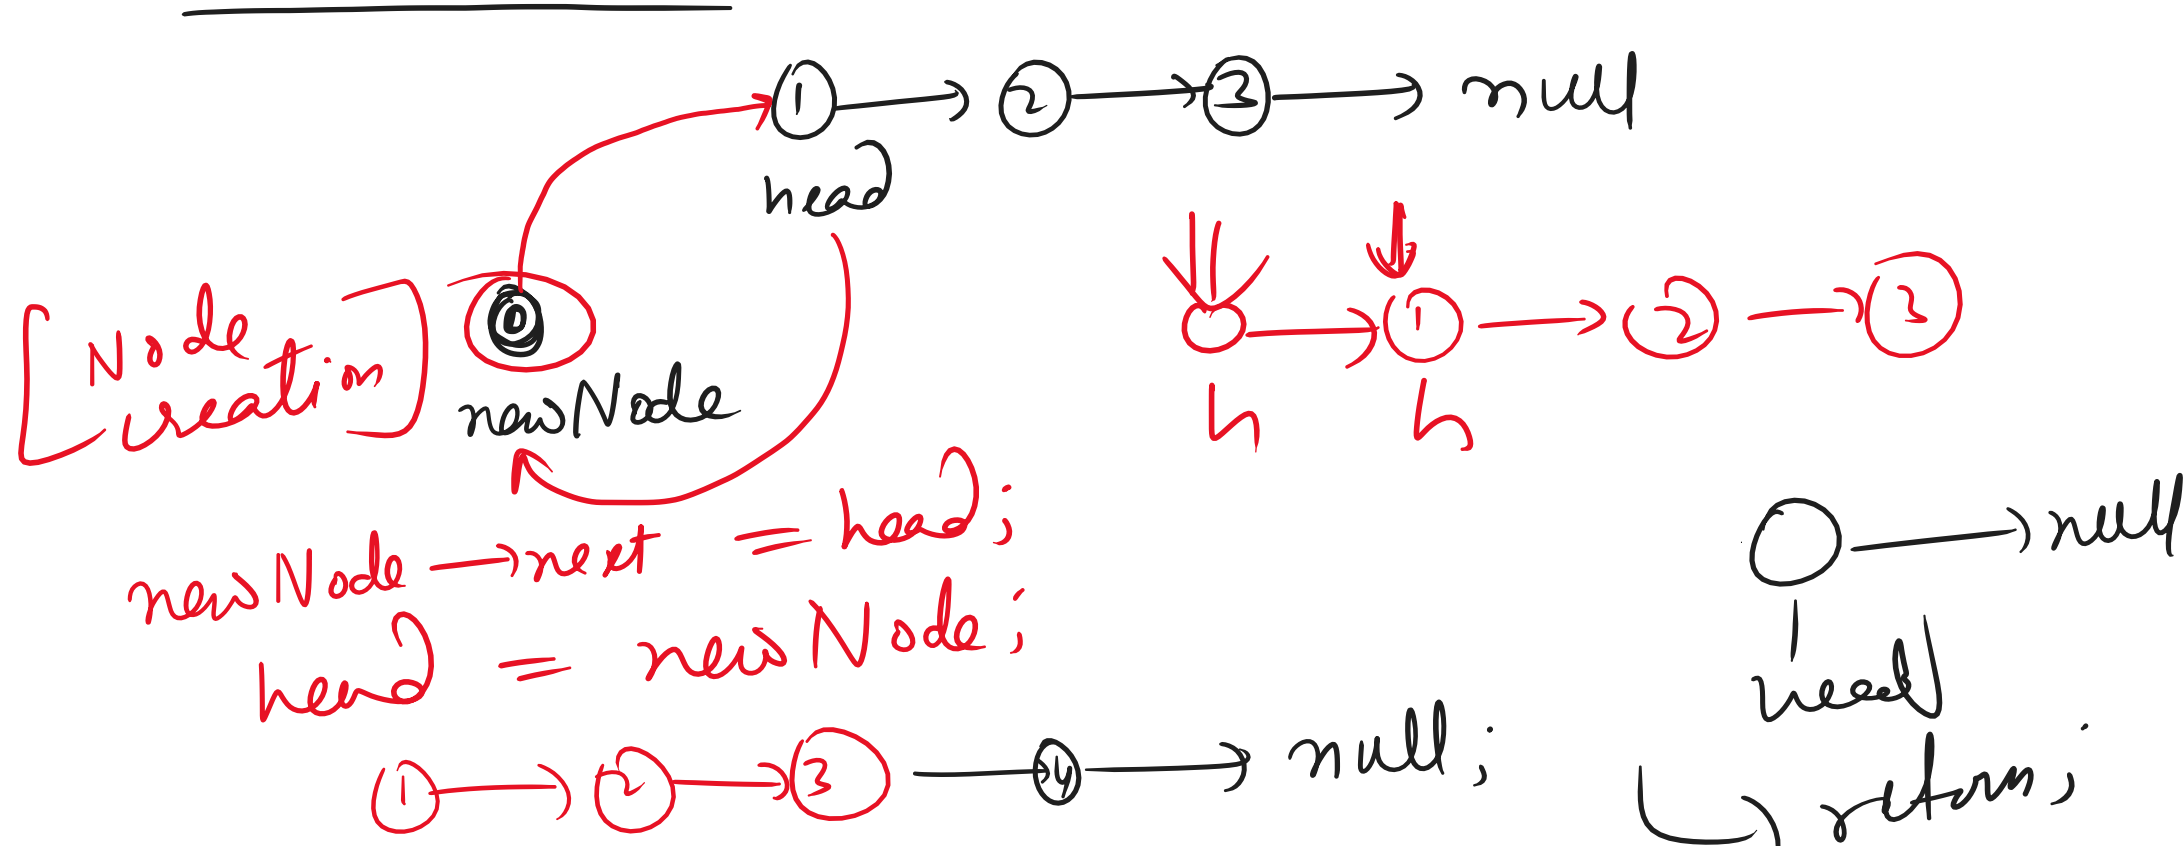 1 → 2 → 3 → null
head
[Node creation]
0
newNode
1 → 2 → 3
h h
newNode → next = head;
head = newNode;
→ null
head
return;
1 → 2 → 3 → 4 → null;